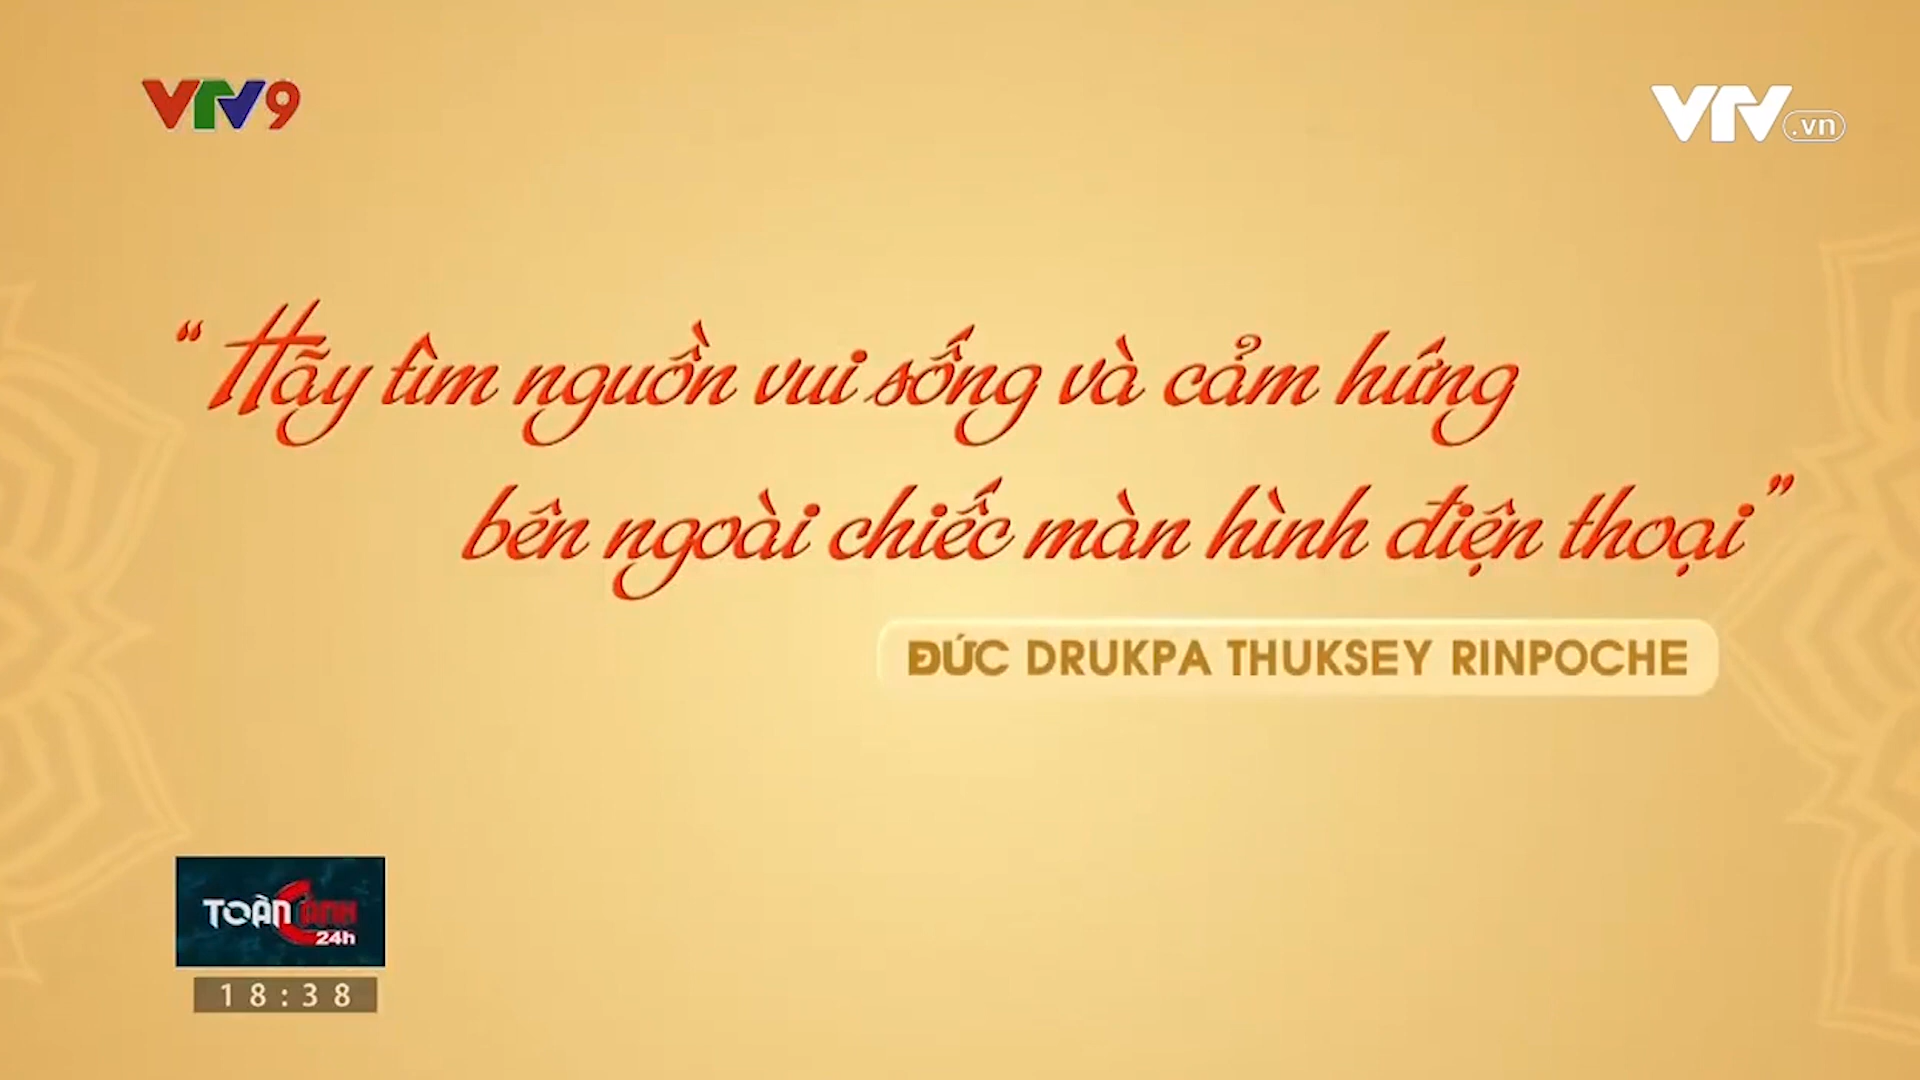 VTV9
VTV.vn
“Hãy tìm nguồn vui sống và cảm hứng
bên ngoài chiếc màn hình điện thoại”
ĐỨC DRUKPA THUKSEY RINPOCHE
TOÀN CẢNH
24h
18:38